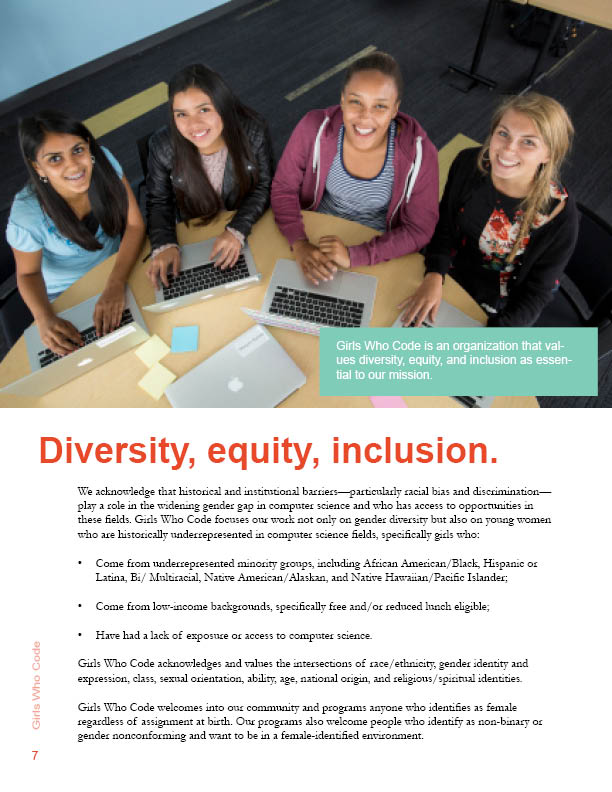 Girls Who Code is an organization that val-
ues diversity, equity, and inclusion as essen-
tial to our mission.
Diversity, equity, inclusion.
We acknowledge that historical and institutional barriers—particularly racial bias and discrimination—
play a role in the widening gender gap in computer science and who has access to opportunities in
these fields. Girls Who Code focuses our work not only on gender diversity but also on young women
who are historically underrepresented in computer science fields, specifically girls who:
• Come from underrepresented minority groups, including African American/Black, Hispanic or
Latina, Bi/ Multiracial, Native American/Alaskan, and Native Hawaiian/Pacific Islander;
• Come from low-income backgrounds, specifically free and/or reduced lunch eligible;
• Have had a lack of exposure or access to computer science.
Girls Who Code acknowledges and values the intersections of race/ethnicity, gender identity and
expression, class, sexual orientation, ability, age, national origin, and religious/spiritual identities.
Girls Who Code welcomes into our community and programs anyone who identifies as female
regardless of assignment at birth. Our programs also welcome people who identify as non-binary or
gender nonconforming and want to be in a female-identified environment.
Girls Who Code
7